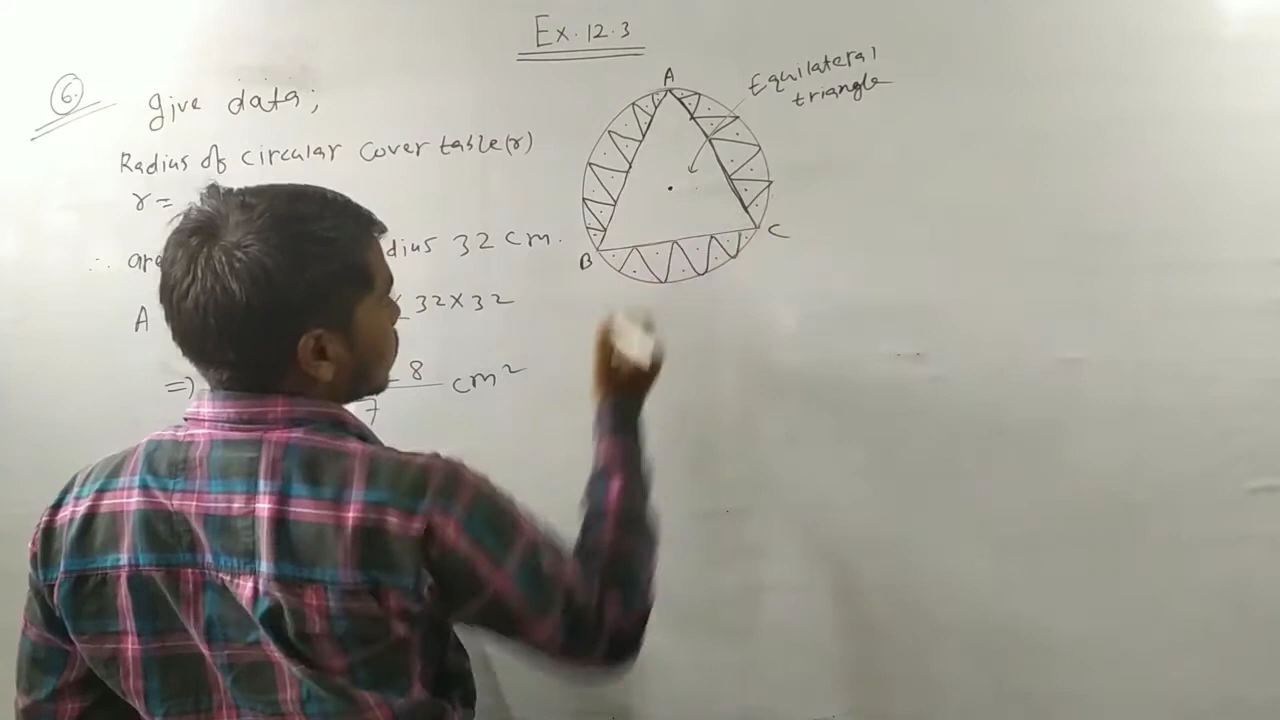 Ex. 12.3
6.
give data;
Radius of circular cover table(r)
r =
∴ are dius 32 cm.
A 32×32
=) 8 cm²
7
A
B
C
Equilateral
triangle